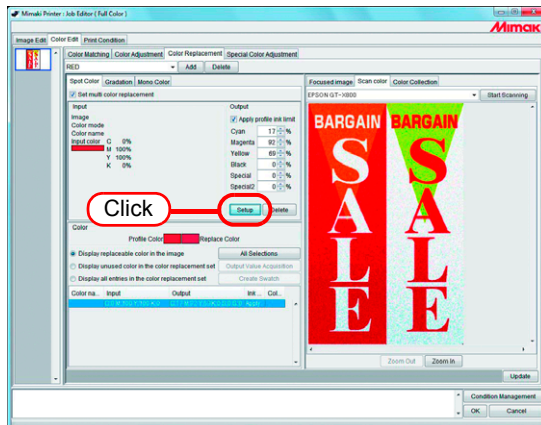 Mimaki Printer : Job Editor ( Full Color )
Mimaki
Image Edit Color Edit Print Condition
Color Matching Color Adjustment Color Replacement Special Color Adjustment
RED Add Delete
Spot Color Gradation Mono Color
Set multi color replacement
Input Output
Image
Color mode
Color name
Input color C 0%
M 100%
Y 100%
K 0%
Apply profile ink limit
Cyan 17 %
Magenta 92 %
Yellow 69 %
Black 0 %
Special 0 %
Special2 0 %
Click
Setup Delete
Color
Profile Color Replace Color
Display replaceable color in the image All Selections
Display unused color in the color replacement set Output Value Acquisition
Display all entries in the color replacement set Create Swatch
Color na... Input Output Ink ... Col...
Focused image Scan color Color Collection
EPSON GT-X800 Start Scanning
BARGAIN BARGAIN
SALE SALE
Zoom Out Zoom In
Update
Condition Management
OK Cancel